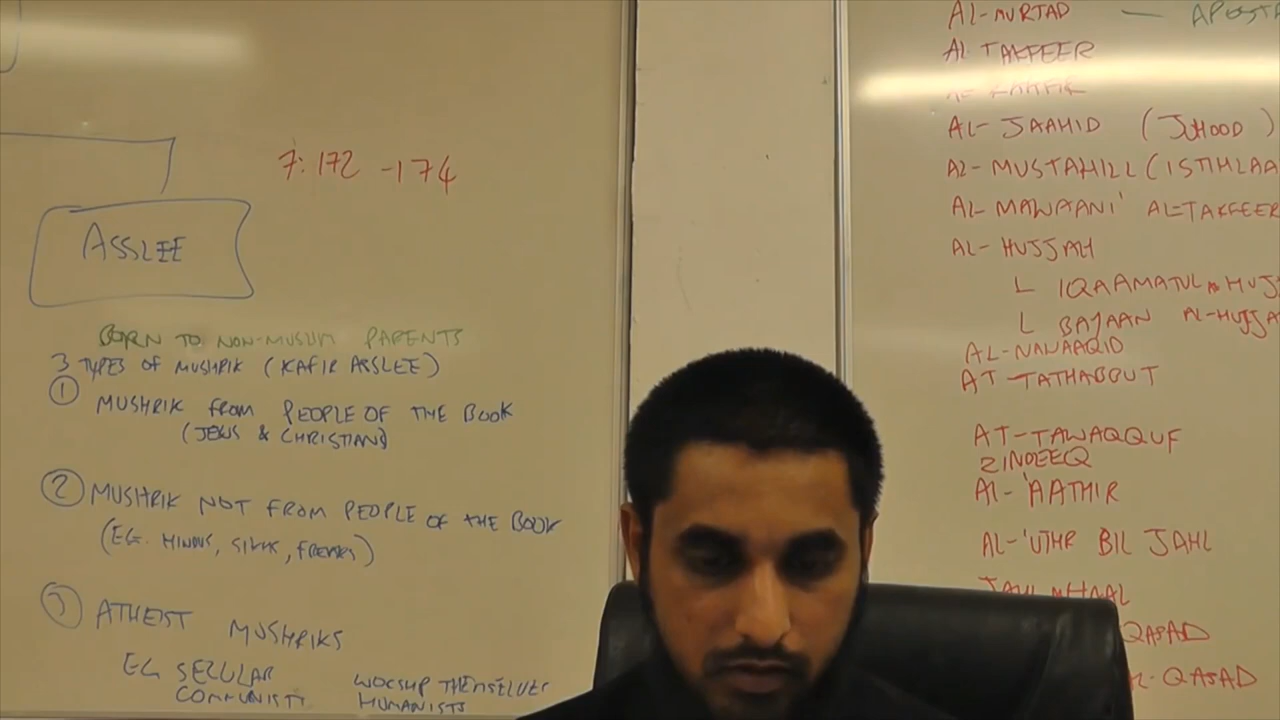 7:172 -174
ASSLEE
BORN TO NON-MUSLIM PARENTS
3 TYPES OF MUSHRIK (KAFIR ASSLEE)
① MUSHRIK FROM PEOPLE OF THE BOOK
(JEWS & CHRISTIANS)
② MUSHRIK NOT FROM PEOPLE OF THE BOOK
(EG. HINDUS, SIKHS, )
③ ATHEIST MUSHRIKS
EG SECULAR
COMMUNISTS
WORSUP THEMSELVES
HUMANISTS
AL-MURTAD — APOSTA
AL TAKFEER
AL-JAAHID (JUHOOD)
AL-MUSTAHILL (ISTIHLAA
AL-MAWAANI' AL-TAKFEER
AL-HUJJAH
L IQAAMATUL HUJJ
L BAYAAN AL-HUJJA
AL-NAWAAQID
AT-TATHABBUT
AT-TAWAQQUF
ZINDEEQ
AL-'AATHIR
AL-'UTHR BIL JAHL
QASAD
L-QASAD